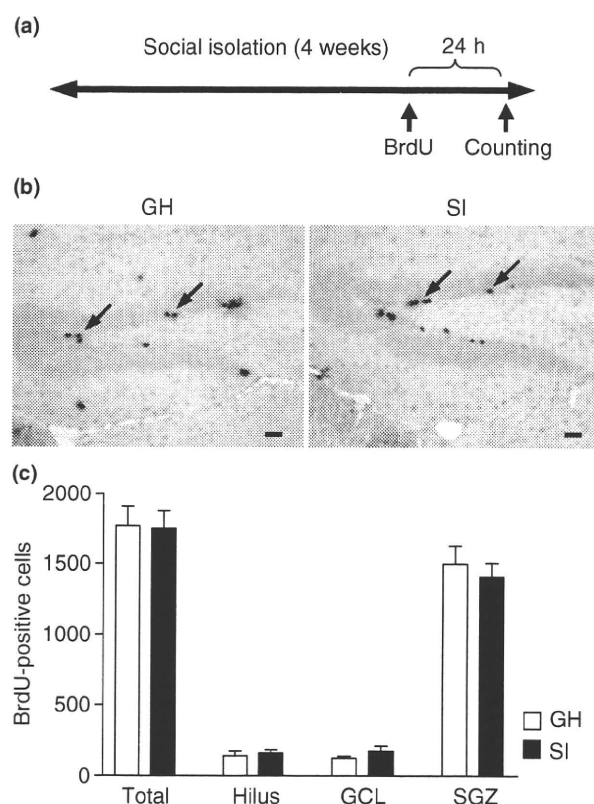 (a)
Social isolation (4 weeks) 24 h
BrdU Counting
(b)
GH SI
(c)
BrdU-positive cells
2000
1500
1000
500
0
Total Hilus GCL SGZ
GH
SI